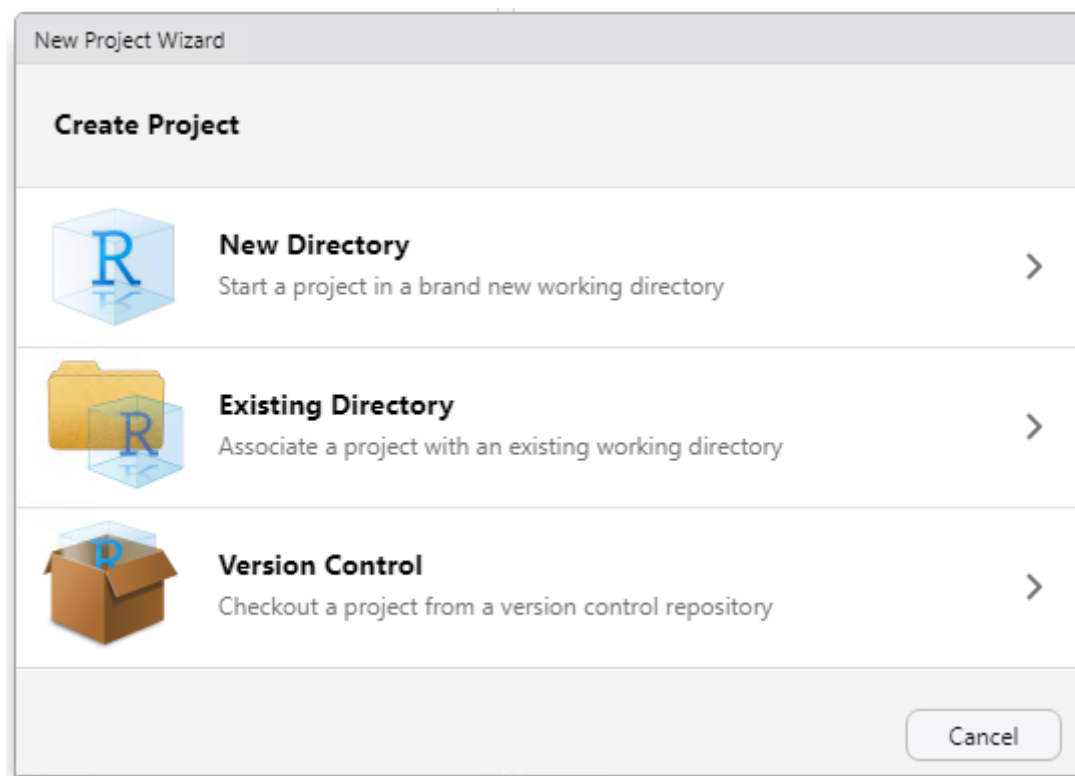 New Project Wizard
Create Project
R
New Directory
Start a project in a brand new working directory
R
Existing Directory
Associate a project with an existing working directory
R
Version Control
Checkout a project from a version control repository
Cancel